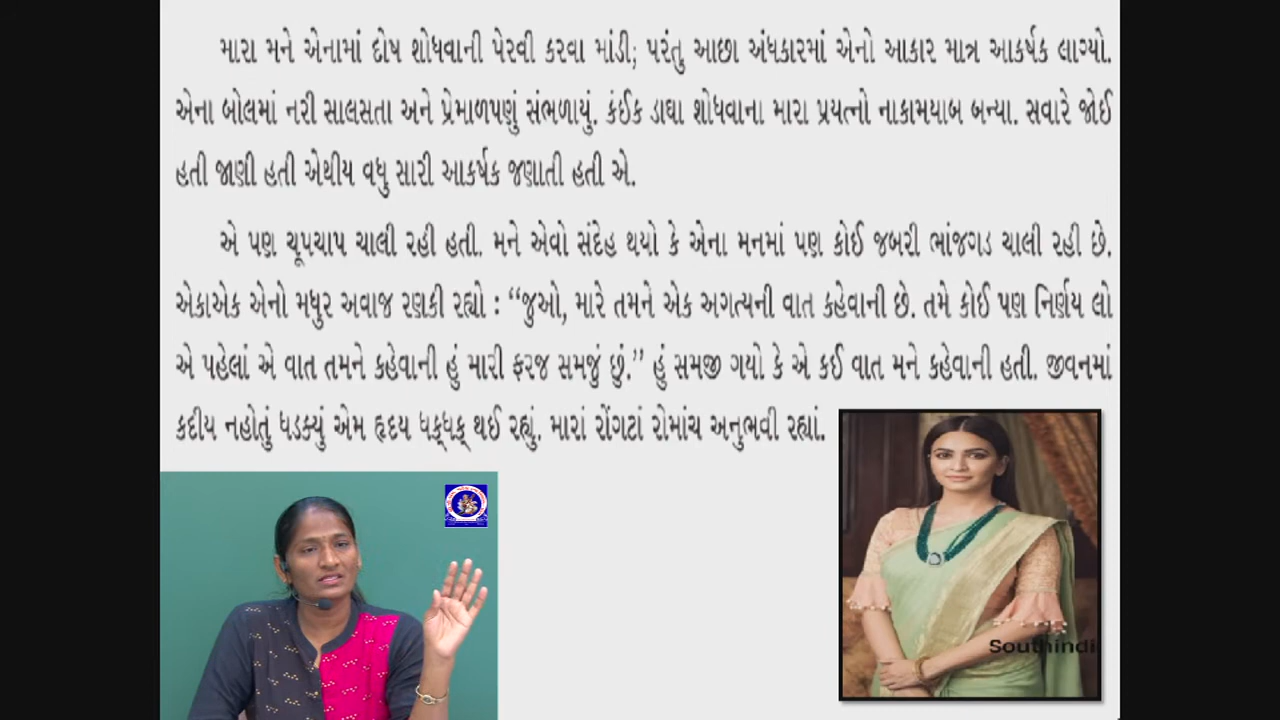 મારા મને એનામાં દોષ શોધવાની પેરવી કરવા માંડી; પરંતુ આછા અંધકારમાં એનો આકાર માત્ર આકર્ષક લાગ્યો.
એના બોલમાં નરી સાલસતા અને પ્રેમાળપણું સંભળાયું. કંઈક ડાઘા શોધવાના મારા પ્રયત્નો નાકામયાબ બન્યા. સવારે જોઈ
હતી જાણી હતી એથીય વધુ સારી આકર્ષક જણાતી હતી એ.
એ પણ ચૂપચાપ ચાલી રહી હતી. મને એવો સંદેહ થયો કે એના મનમાં પણ કોઈ જબરી ભાંજગડ ચાલી રહી છે.
એકાએક એનો મધુર અવાજ રણકી રહ્યો : “જુઓ, મારે તમને એક અગત્યની વાત કહેવાની છે. તમે કોઈ પણ નિર્ણય લો
એ પહેલાં એ વાત તમને કહેવાની હું મારી ફરજ સમજું છું.” હું સમજી ગયો કે એ કઈ વાત મને કહેવાની હતી. જીવનમાં
કદીય નહોતું ધડક્યું એમ હૃદય ધક્ધક્ થઈ રહ્યું. મારાં રોંગટાં રોમાંચ અનુભવી રહ્યાં.
Southindi